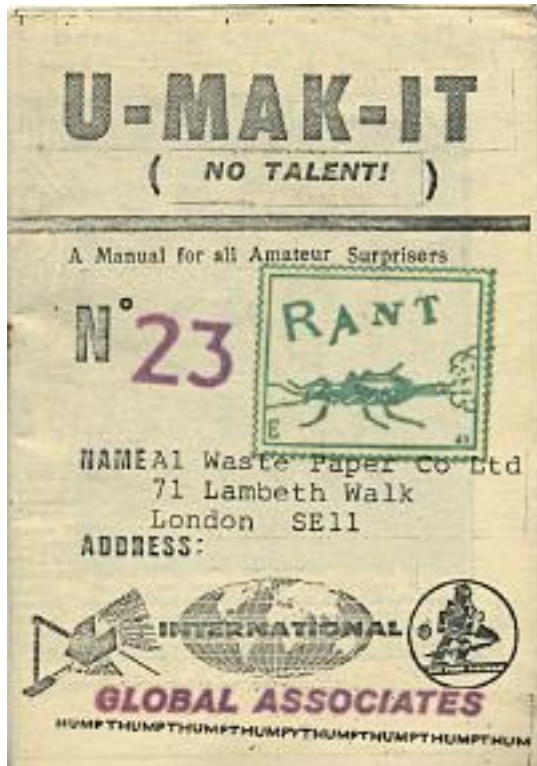 U-MAK-IT
( NO TALENT! )
A Manual for all Amateur Surprisers
N° 23
RANT
E
NAME A1 Waste Paper Co Ltd
71 Lambeth Walk
London SE11
ADDRESS:
INTERNATIONAL
GLOBAL ASSOCIATES
HUMPTHUMPTHUMPTHUMPYTHUMPTHUMPTHUMPTHUM